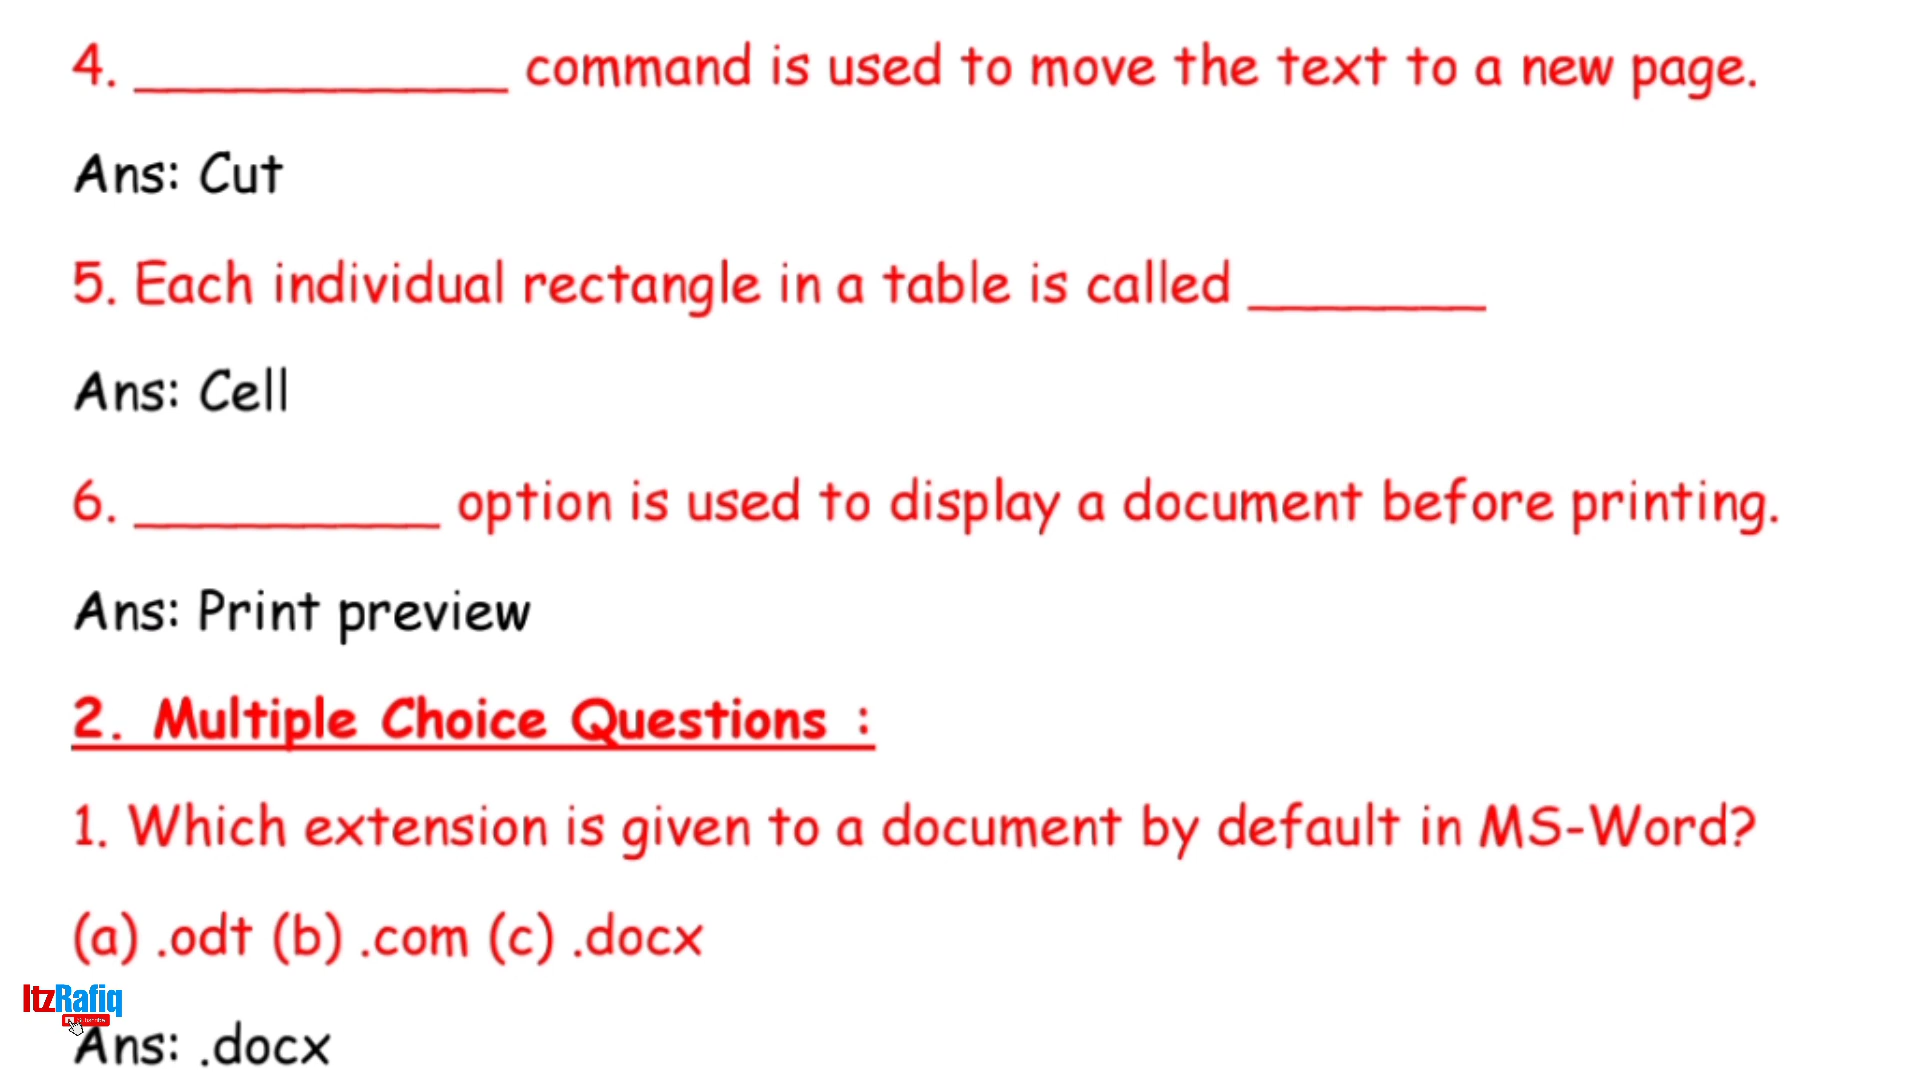 4. ___________ command is used to move the text to a new page.
Ans: Cut
5. Each individual rectangle in a table is called _______
Ans: Cell
6. _________ option is used to display a document before printing.
Ans: Print preview
2. Multiple Choice Questions :
1. Which extension is given to a document by default in MS-Word?
(a) .odt (b) .com (c) .docx
ItzRafiq
Ans: .docx